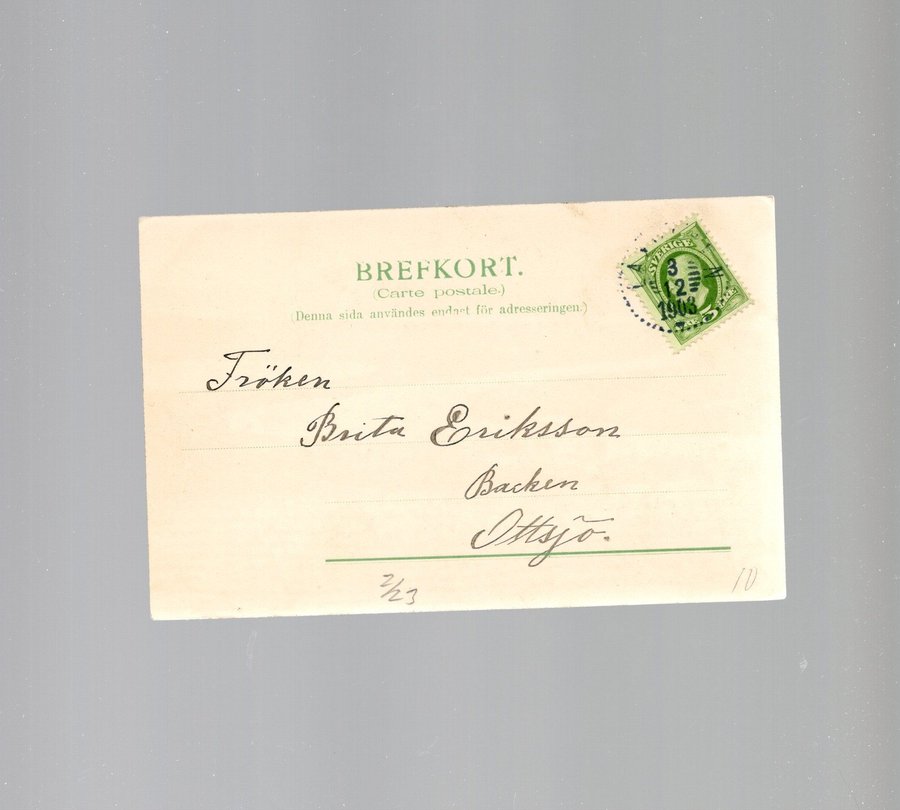 BREFKORT.
(Carte postale.)
(Denna sida användes endast för adresseringen.)
SVERIGE
3
12
1903
5
Fröken
Brita Eriksson
Backen
Ottsjö.
2/23
10